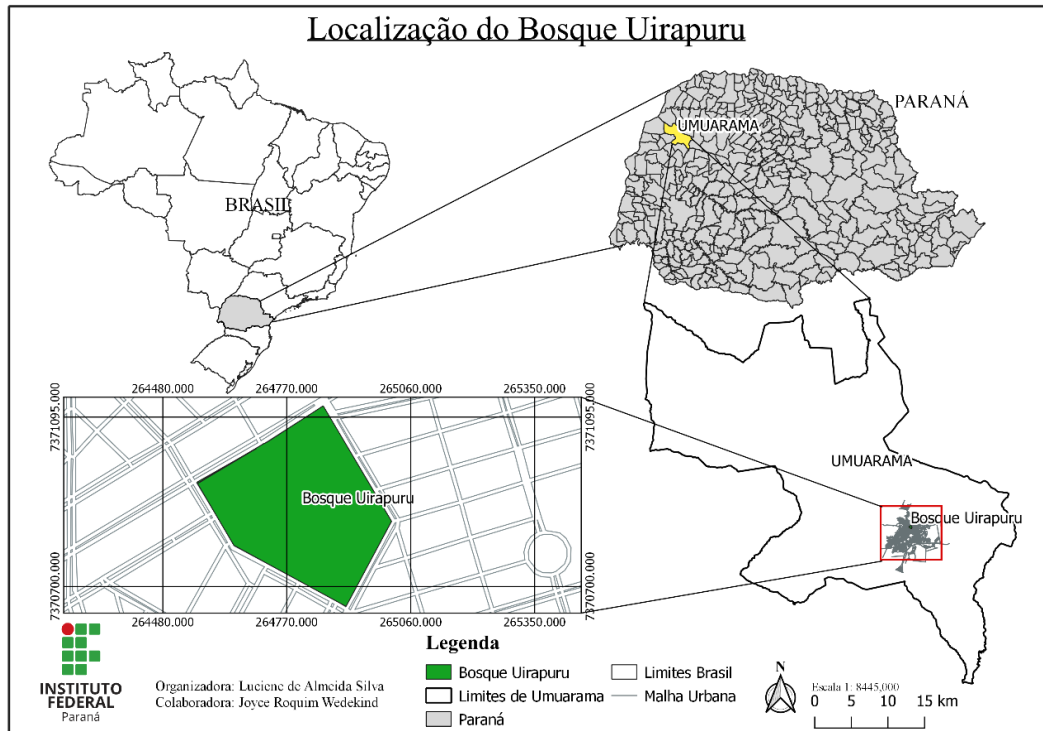 Localização do Bosque Uirapuru
BRASIL
PARANÁ
UMUARAMA
264480.000
264770.000
265060.000
265350.000
7371095.000
7371095.000
7370700.000
7370700.000
Bosque Uirapuru
264480.000
264770.000
265060.000
265350.000
UMUARAMA
Bosque Uirapuru
INSTITUTO
FEDERAL
Paraná
Organizadora: Luciene de Almeida Silva
Colaboradora: Joyce Roquim Wedekind
Legenda
Bosque Uirapuru
Limites de Umuarama
Paraná
Limites Brasil
Malha Urbana
N
Escala 1: 8445,000
0 5 10 15 km